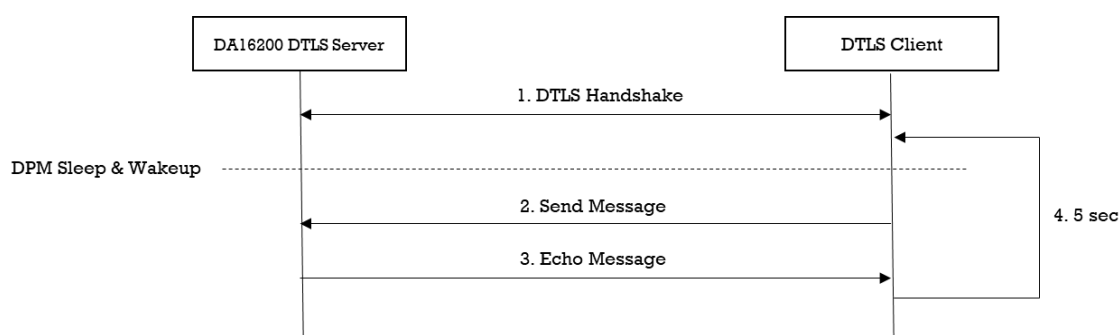 DA16200 DTLS Server
DTLS Client
1. DTLS Handshake
DPM Sleep & Wakeup
2. Send Message
4. 5 sec
3. Echo Message